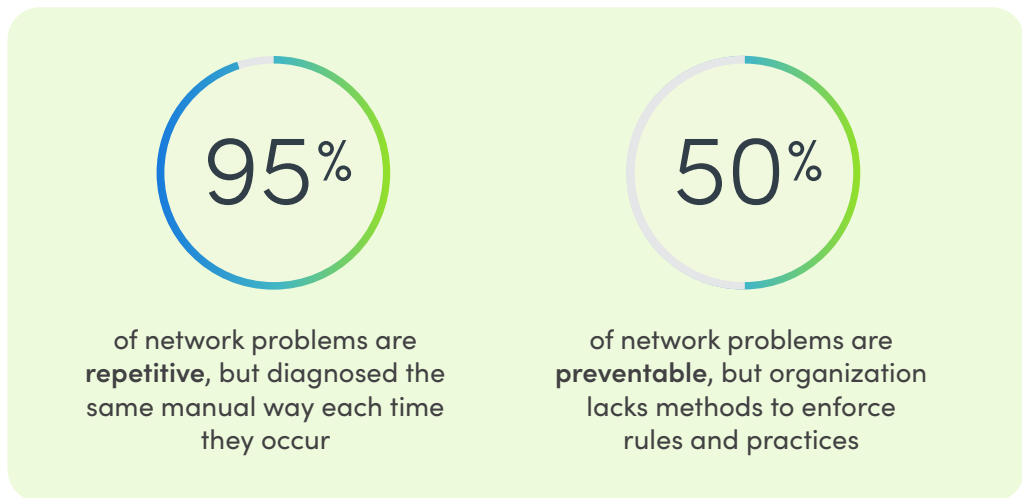 95%
of network problems are
repetitive, but diagnosed the
same manual way each time
they occur
50%
of network problems are
preventable, but organization
lacks methods to enforce
rules and practices